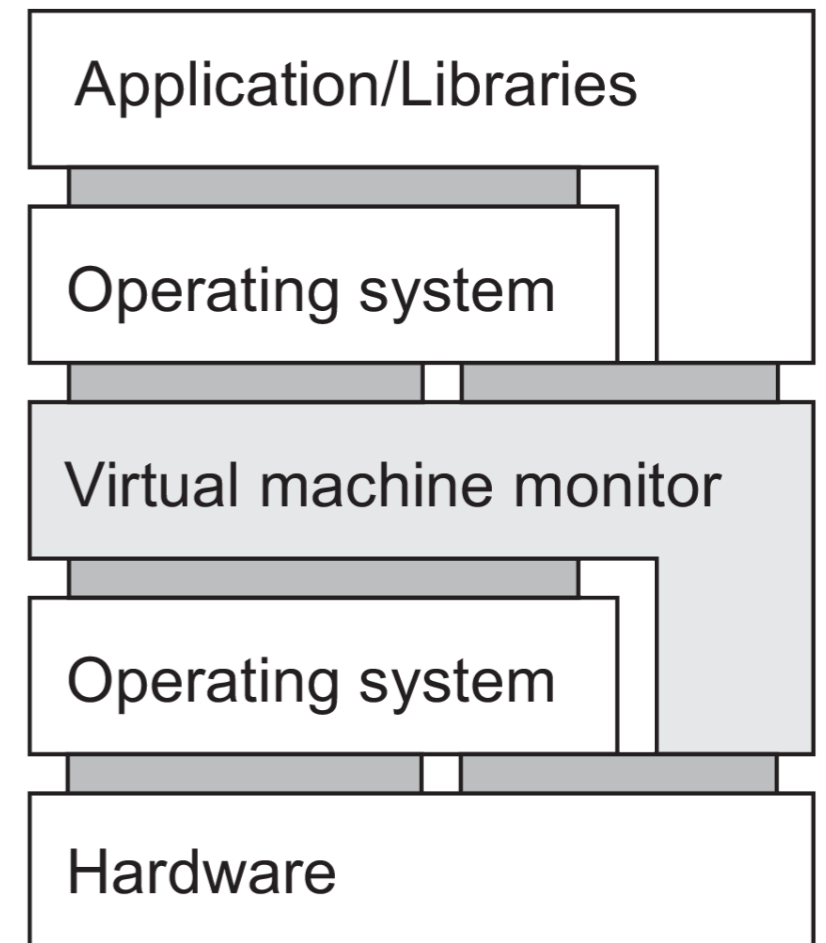 Application/Libraries
Operating system
Virtual machine monitor
Operating system
Hardware